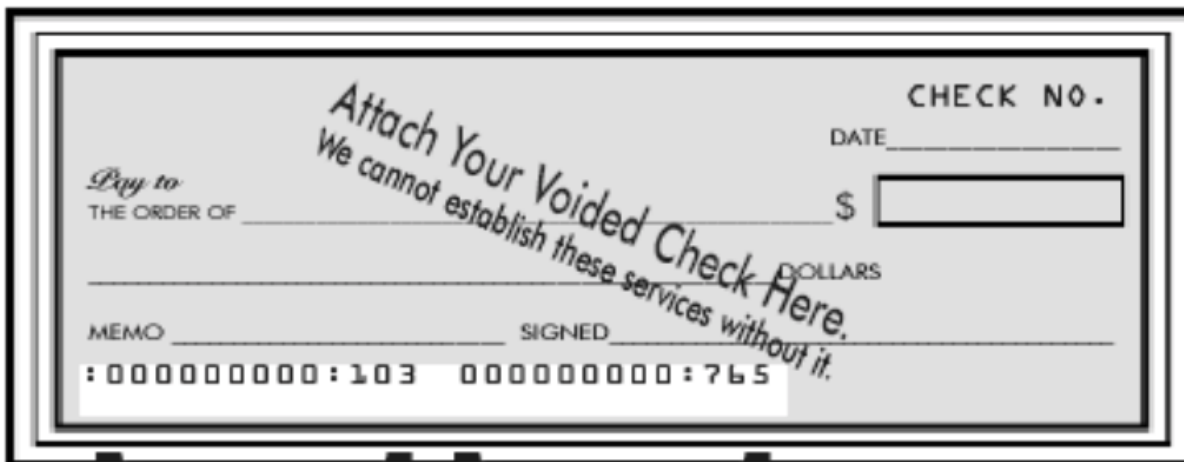 CHECK NO.
DATE
Attach Your Voided Check Here.
We cannot establish these services without it.
Pay to
THE ORDER OF $
DOLLARS
MEMO SIGNED
:000000000:103 000000000:765